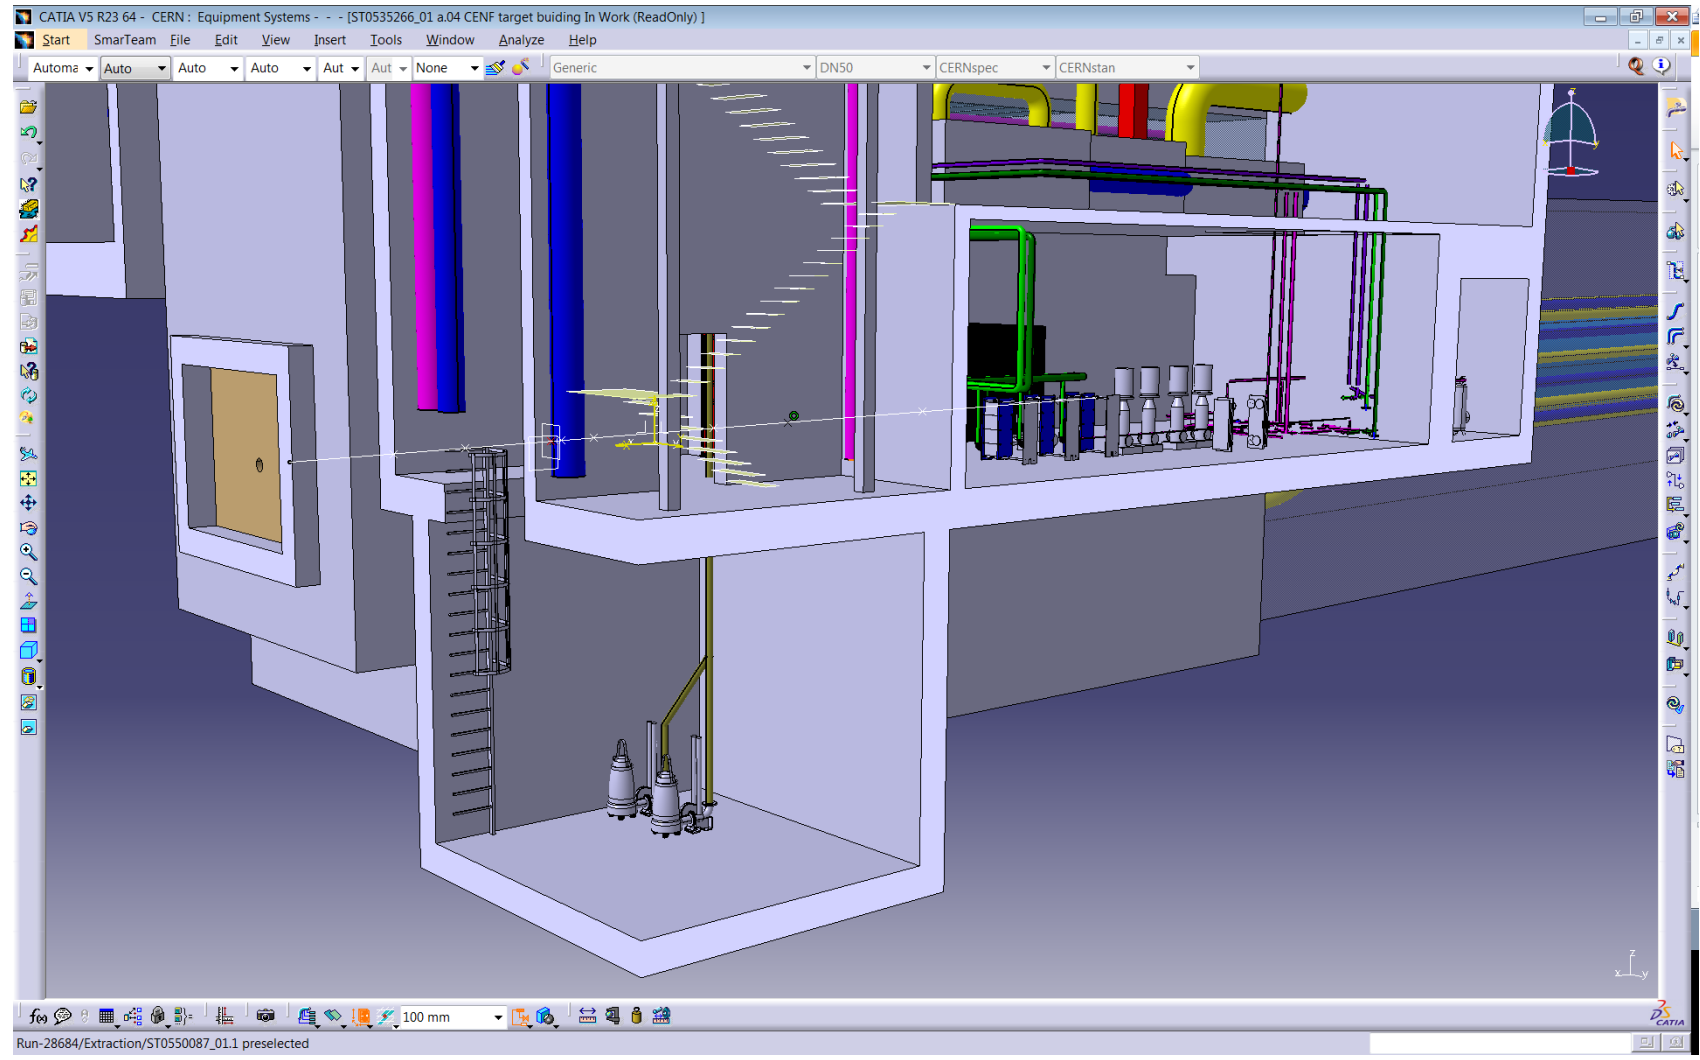 CATIA V5 R23 64 - CERN : Equipment Systems - - - [ST0535266_01 a.04 CENF target buiding In Work (ReadOnly) ]
Start SmarTeam File Edit View Insert Tools Window Analyze Help
Automa Auto Auto Auto Aut Aut None Generic DN50 CERNspec CERNstan
z
x y
f(x) 100 mm
CATIA
Run-28684/Extraction/ST0550087_01.1 preselected